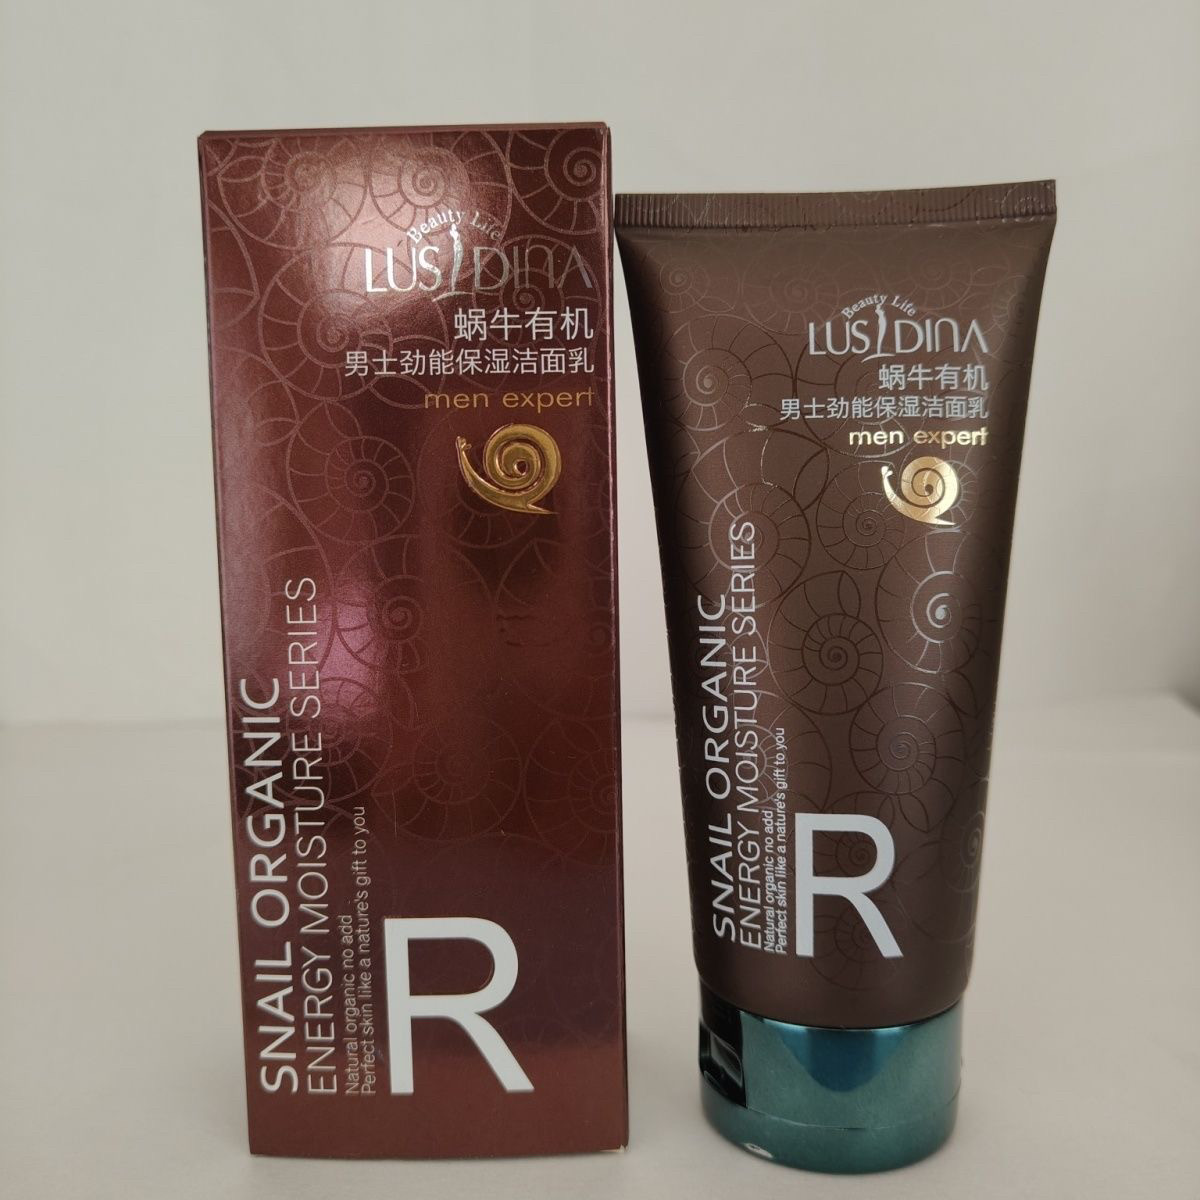 Beauty Life
LUSIDINA
蜗牛有机
男士劲能保湿洁面乳
men expert
SNAIL ORGANIC
ENERGY MOISTURE SERIES
Natural organic no add
Perfect skin like a nature's gift to you
R
Beauty Life
LUSIDINA
蜗牛有机
男士劲能保湿洁面乳
men expert
SNAIL ORGANIC
ENERGY MOISTURE SERIES
Natural organic no add
Perfect skin like a nature's gift to you
R